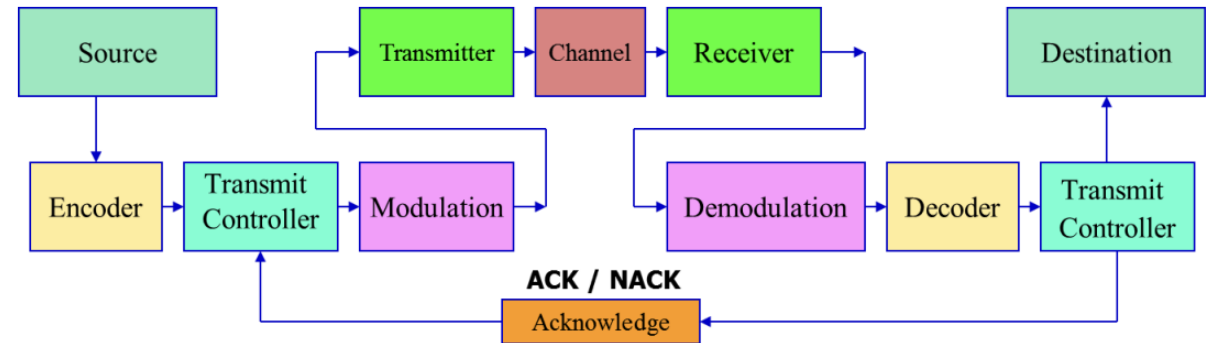 Source
Transmitter
Channel
Receiver
Destination
Encoder
Transmit
Controller
Modulation
Demodulation
Decoder
Transmit
Controller
ACK / NACK
Acknowledge